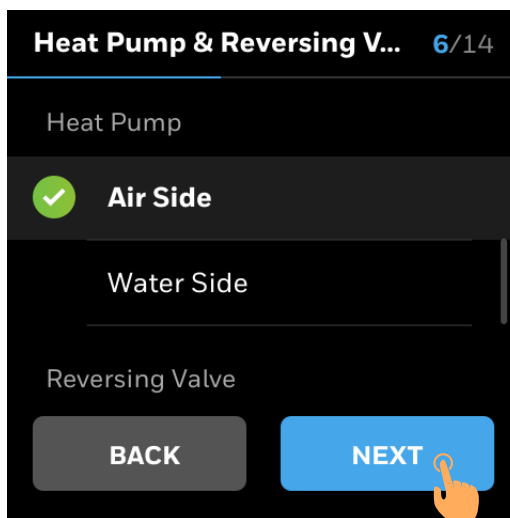 Heat Pump & Reversing V... 6/14
Heat Pump
Air Side
Water Side
Reversing Valve
BACK NEXT